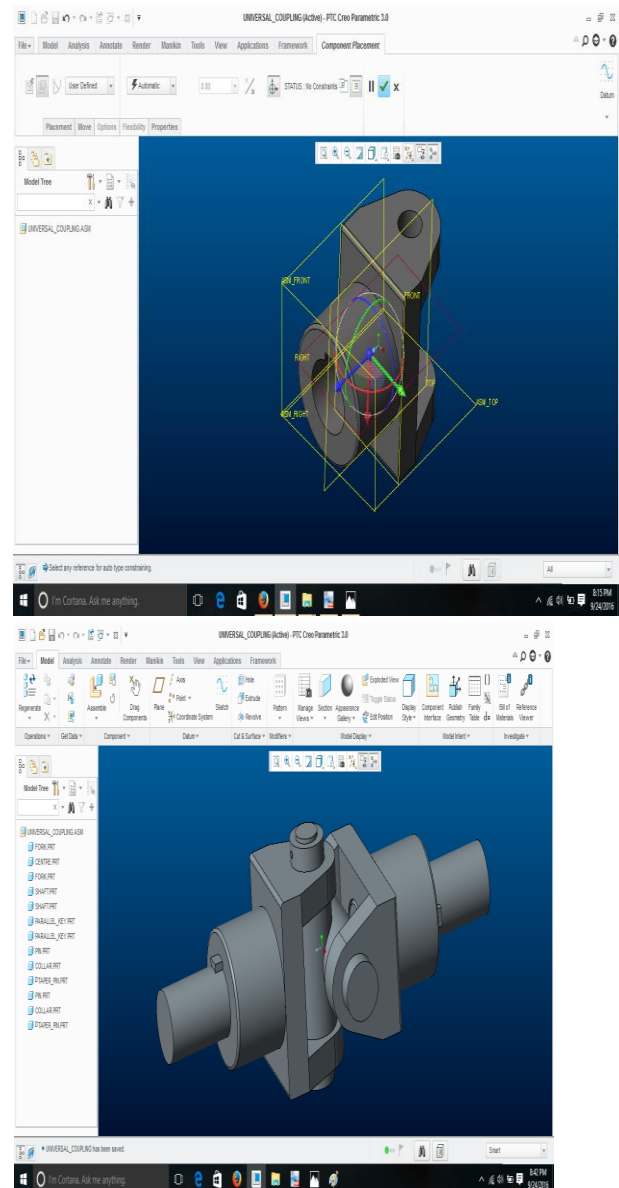 UNIVERSAL_COUPLING (Active) - PTC Creo Parametric 3.0
File Model Analysis Annotate Render Manikin Tools View Applications Framework Component Placement
User Defined Automatic 0.00 STATUS : No Constraints
Datum
Placement Move Options Flexibility Properties
Model Tree
UNIVERSAL_COUPLING.ASM
ASM_FRONT
FRONT
RIGHT
TOP
ASM_RIGHT
ASM_TOP
Select any reference for auto type constraining.
All
I'm Cortana. Ask me anything.
8:15 PM
9/24/2016
UNIVERSAL_COUPLING (Active) - PTC Creo Parametric 3.0
File Model Analysis Annotate Render Manikin Tools View Applications Framework
Regenerate
Assemble
Drag Components
Plane
Axis
Point
Coordinate System
Sketch
Hole
Extrude
Revolve
Pattern
Manage Views
Section
Appearance Gallery
Exploded View
Toggle Status
Edit Position
Display Style
Component Interface
Publish Geometry
Family Table
d=
Bill of Materials
Reference Viewer
Operations Get Data Component Datum Cut & Surface Modifiers Model Display Model Intent Investigate
Model Tree
UNIVERSAL_COUPLING.ASM
FORK.PRT
CENTRE.PRT
FORK.PRT
SHAFT.PRT
SHAFT.PRT
PARALLEL_KEY.PRT
PARALLEL_KEY.PRT
PIN.PRT
COLLAR.PRT
TAPER_PIN.PRT
PIN.PRT
COLLAR.PRT
TAPER_PIN.PRT
UNIVERSAL_COUPLING has been saved.
Smart
I'm Cortana. Ask me anything.
8:42 PM
9/24/2016